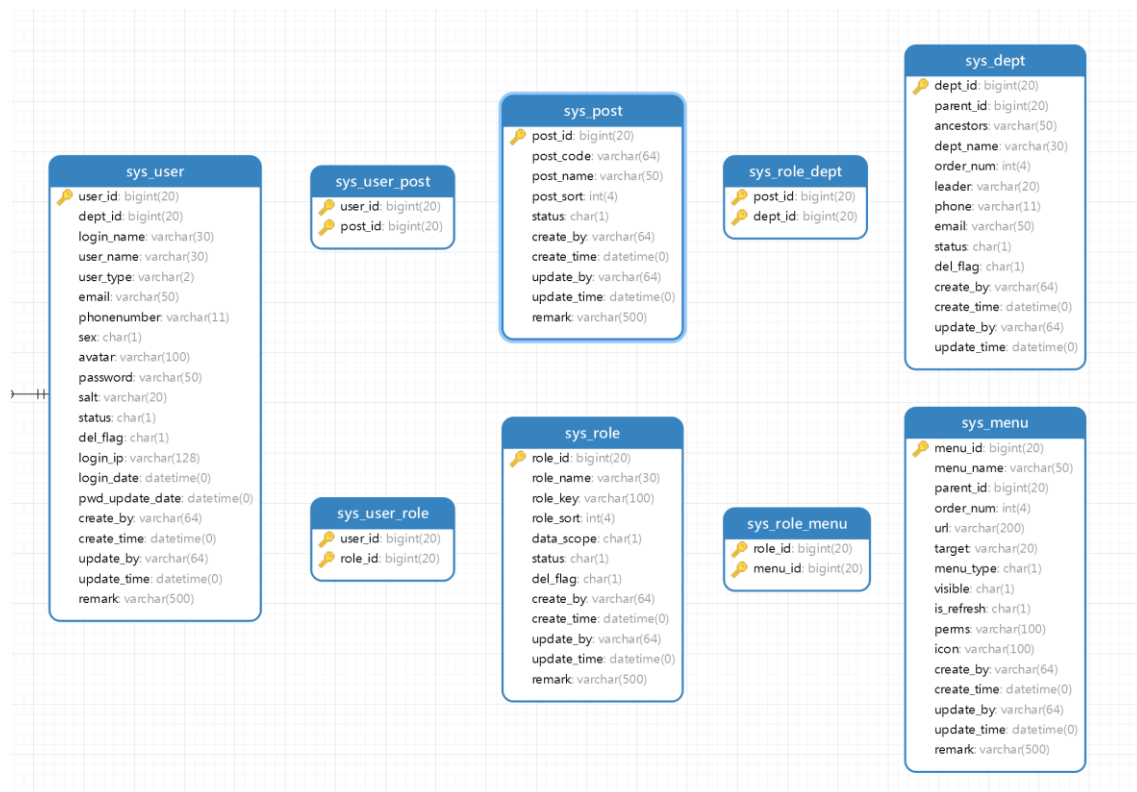 sys_user
user_id: bigint(20)
dept_id: bigint(20)
login_name: varchar(30)
user_name: varchar(30)
user_type: varchar(2)
email: varchar(50)
phonenumber: varchar(11)
sex: char(1)
avatar: varchar(100)
password: varchar(50)
salt: varchar(20)
status: char(1)
del_flag: char(1)
login_ip: varchar(128)
login_date: datetime(0)
pwd_update_date: datetime(0)
create_by: varchar(64)
create_time: datetime(0)
update_by: varchar(64)
update_time: datetime(0)
remark: varchar(500)
sys_user_post
user_id: bigint(20)
post_id: bigint(20)
sys_user_role
user_id: bigint(20)
role_id: bigint(20)
sys_post
post_id: bigint(20)
post_code: varchar(64)
post_name: varchar(50)
post_sort: int(4)
status: char(1)
create_by: varchar(64)
create_time: datetime(0)
update_by: varchar(64)
update_time: datetime(0)
remark: varchar(500)
sys_role
role_id: bigint(20)
role_name: varchar(30)
role_key: varchar(100)
role_sort: int(4)
data_scope: char(1)
status: char(1)
del_flag: char(1)
create_by: varchar(64)
create_time: datetime(0)
update_by: varchar(64)
update_time: datetime(0)
remark: varchar(500)
sys_role_dept
post_id: bigint(20)
dept_id: bigint(20)
sys_role_menu
role_id: bigint(20)
menu_id: bigint(20)
sys_dept
dept_id: bigint(20)
parent_id: bigint(20)
ancestors: varchar(50)
dept_name: varchar(30)
order_num: int(4)
leader: varchar(20)
phone: varchar(11)
email: varchar(50)
status: char(1)
del_flag: char(1)
create_by: varchar(64)
create_time: datetime(0)
update_by: varchar(64)
update_time: datetime(0)
sys_menu
menu_id: bigint(20)
menu_name: varchar(50)
parent_id: bigint(20)
order_num: int(4)
url: varchar(200)
target: varchar(20)
menu_type: char(1)
visible: char(1)
is_refresh: char(1)
perms: varchar(100)
icon: varchar(100)
create_by: varchar(64)
create_time: datetime(0)
update_by: varchar(64)
update_time: datetime(0)
remark: varchar(500)